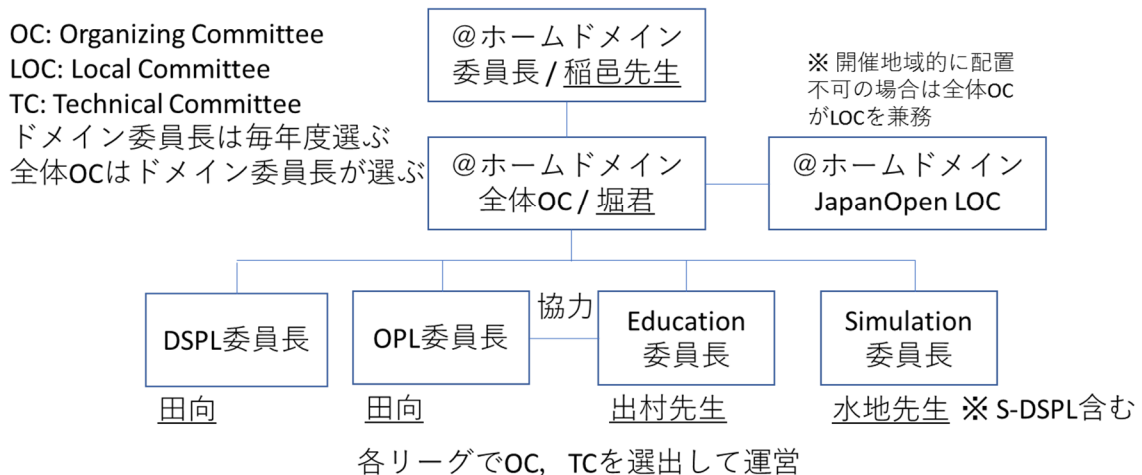 OC: Organizing Committee
LOC: Local Committee
TC: Technical Committee
ドメイン委員長は毎年度選ぶ
全体OCはドメイン委員長が選ぶ
@ホームドメイン
委員長 / 稲邑先生
※ 開催地域的に配置
不可の場合は全体OC
がLOCを兼務
@ホームドメイン
全体OC / 堀君
@ホームドメイン
JapanOpen LOC
DSPL委員長
OPL委員長
協力
Education
委員長
Simulation
委員長
田向
田向
出村先生
水地先生 ※ S-DSPL含む
各リーグでOC, TCを選出して運営